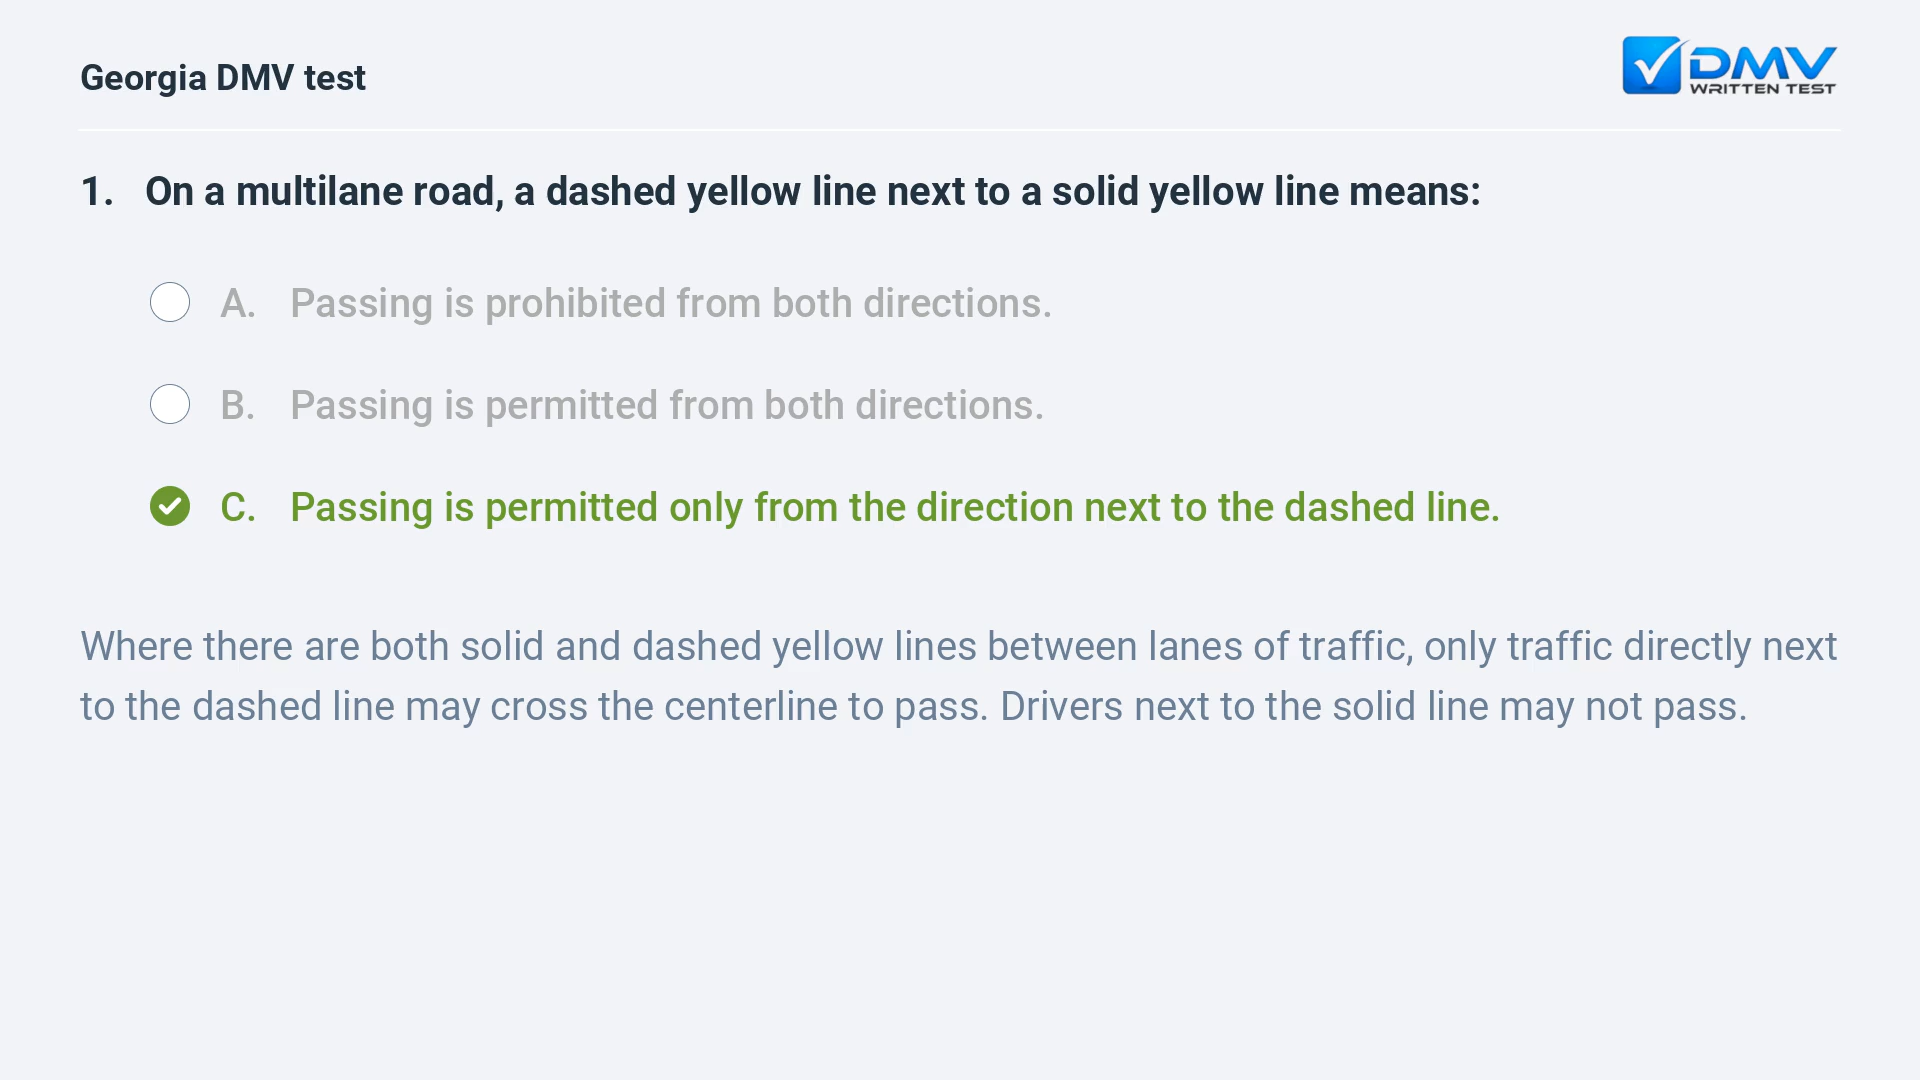 Georgia DMV test
DMV
WRITTEN TEST
1. On a multilane road, a dashed yellow line next to a solid yellow line means:
A. Passing is prohibited from both directions.
B. Passing is permitted from both directions.
C. Passing is permitted only from the direction next to the dashed line.
Where there are both solid and dashed yellow lines between lanes of traffic, only traffic directly next
to the dashed line may cross the centerline to pass. Drivers next to the solid line may not pass.